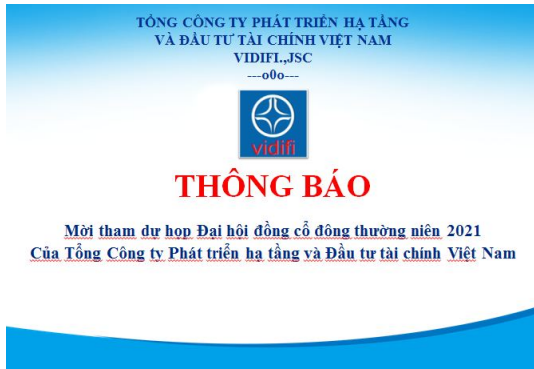 TỔNG CÔNG TY PHÁT TRIỂN HẠ TẦNG
VÀ ĐẦU TƯ TÀI CHÍNH VIỆT NAM
VIDIFI.,JSC
---o0o---
vidifi
THÔNG BÁO
Mời tham dự họp Đại hội đồng cổ đông thường niên 2021
Của Tổng Công ty Phát triển hạ tầng và Đầu tư tài chính Việt Nam